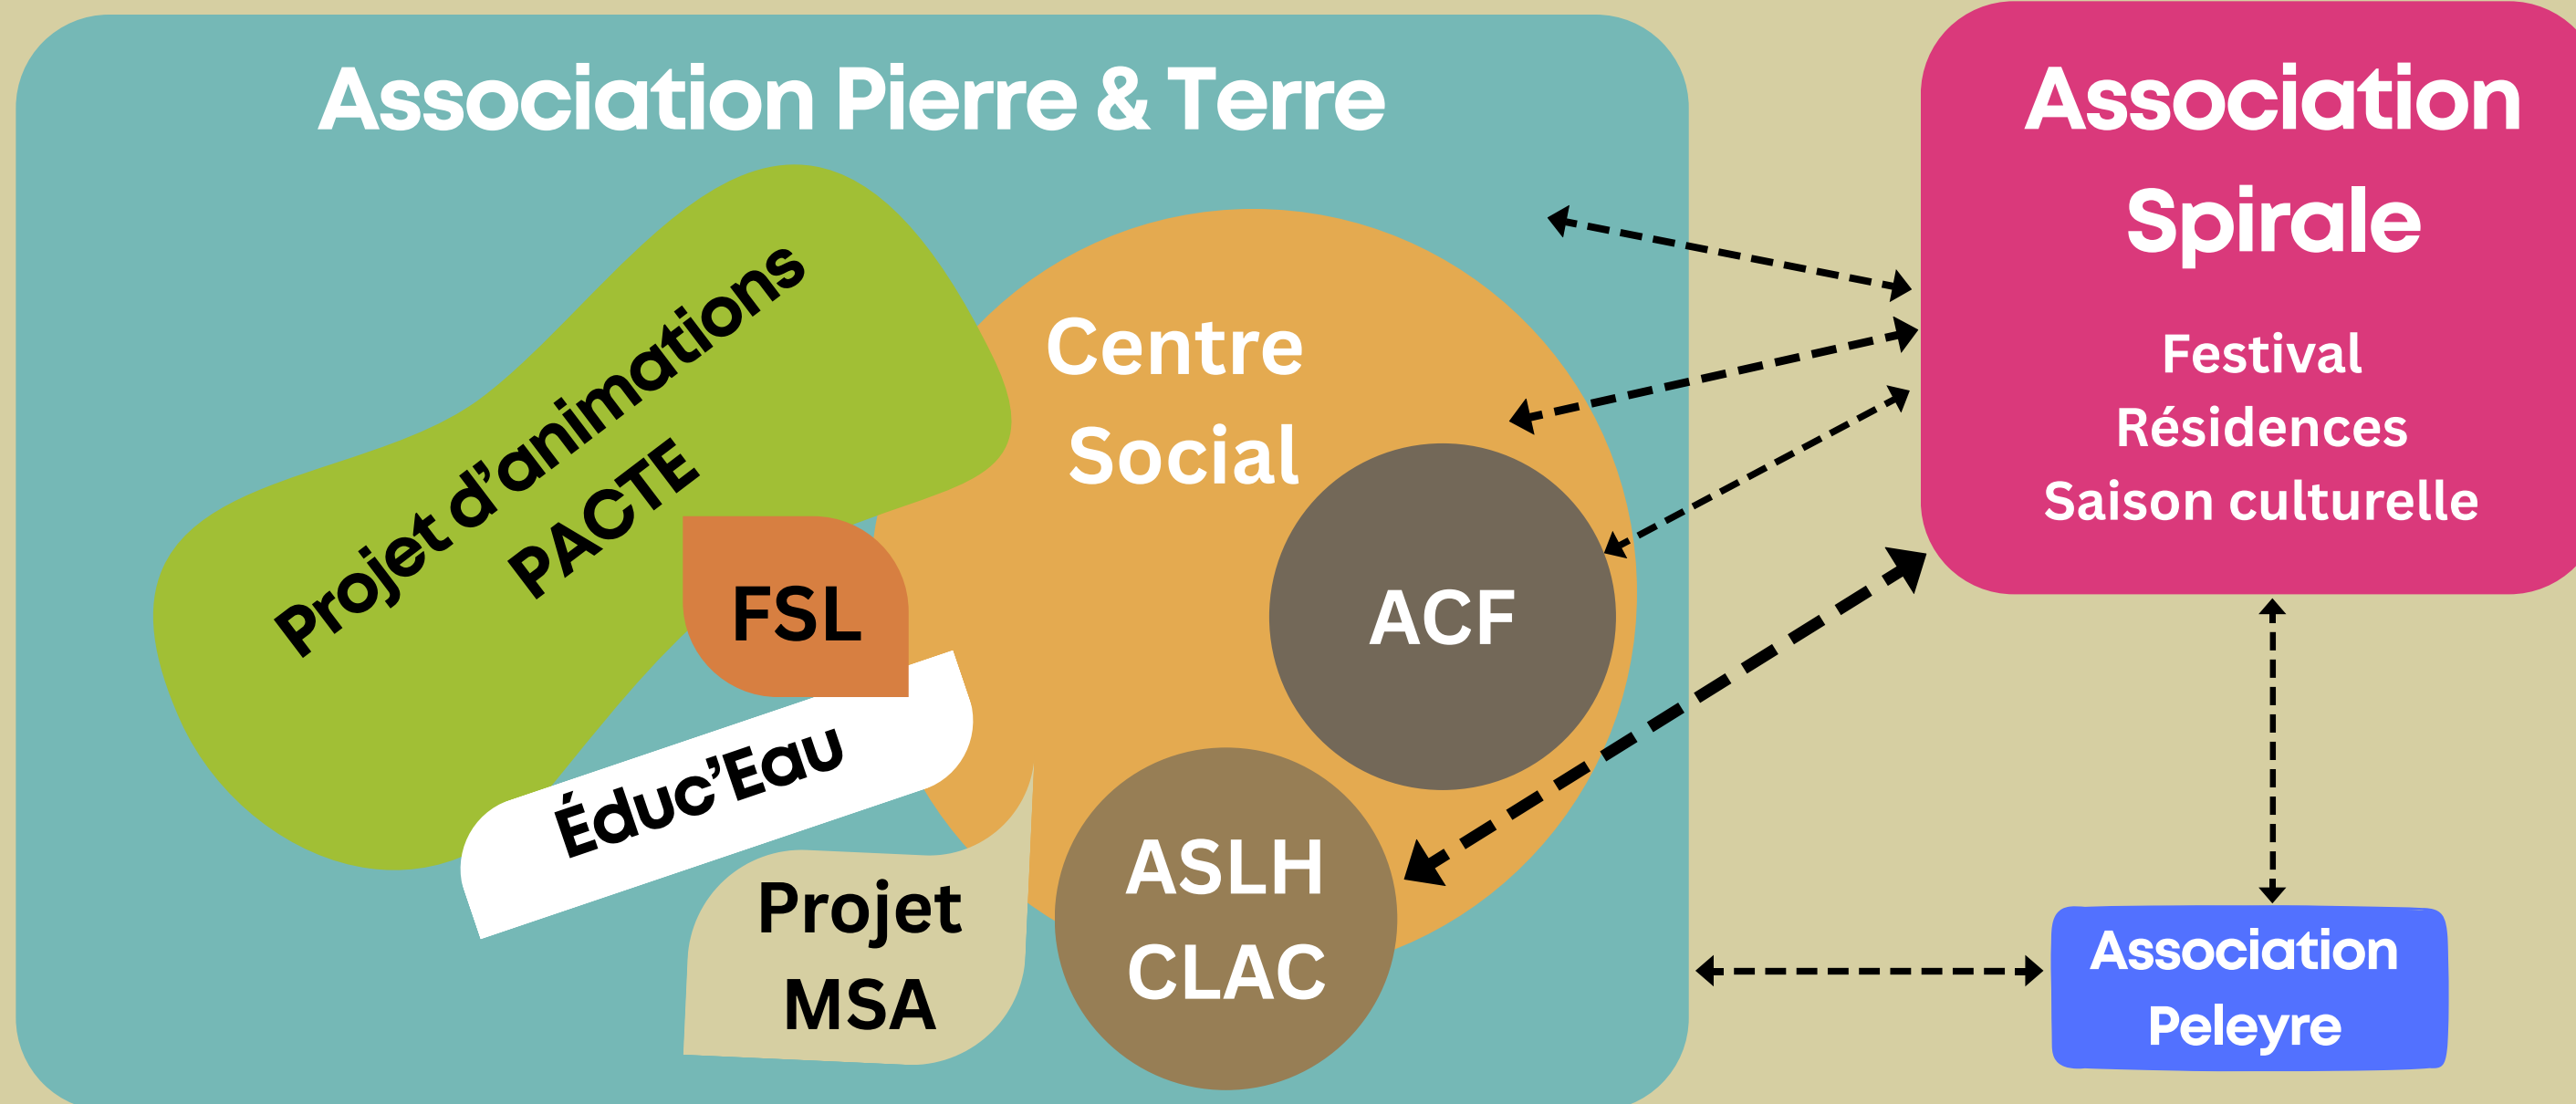 Association Pierre & Terre
Projet d'animations
PACTE
Centre
Social
FSL
ACF
Éduc'Eau
ASLH
CLAC
Projet
MSA
Association
Spirale
Festival
Résidences
Saison culturelle
Association
Peleyre